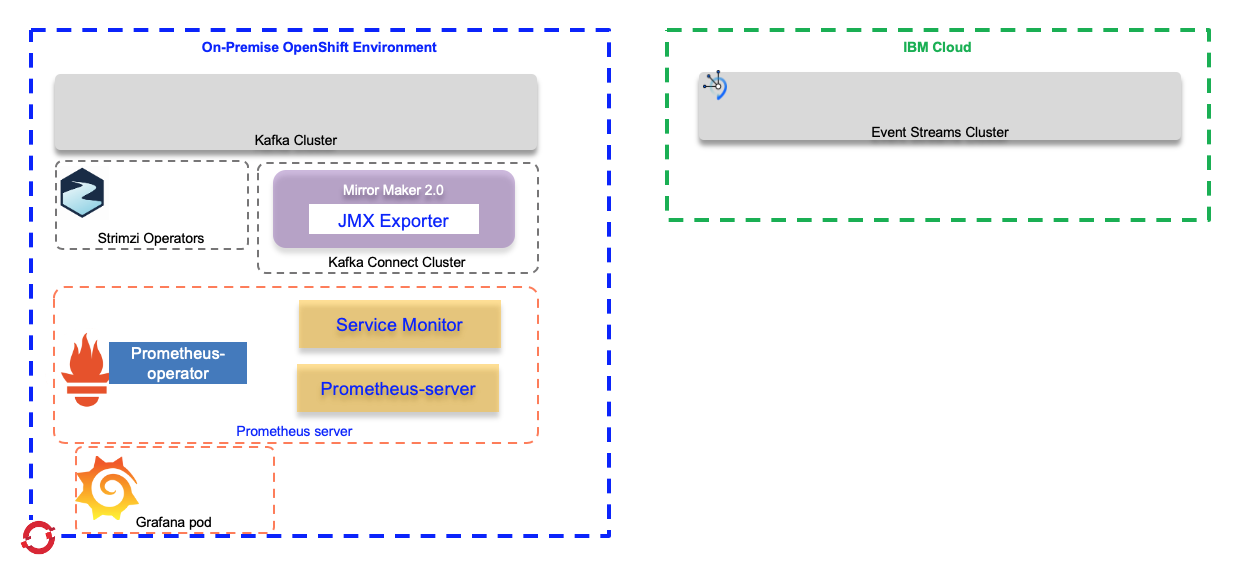 On-Premise OpenShift Environment
Kafka Cluster
Strimzi Operators
Mirror Maker 2.0
JMX Exporter
Kafka Connect Cluster
Service Monitor
Prometheus-
operator
Prometheus-server
Prometheus server
Grafana pod
IBM Cloud
Event Streams Cluster